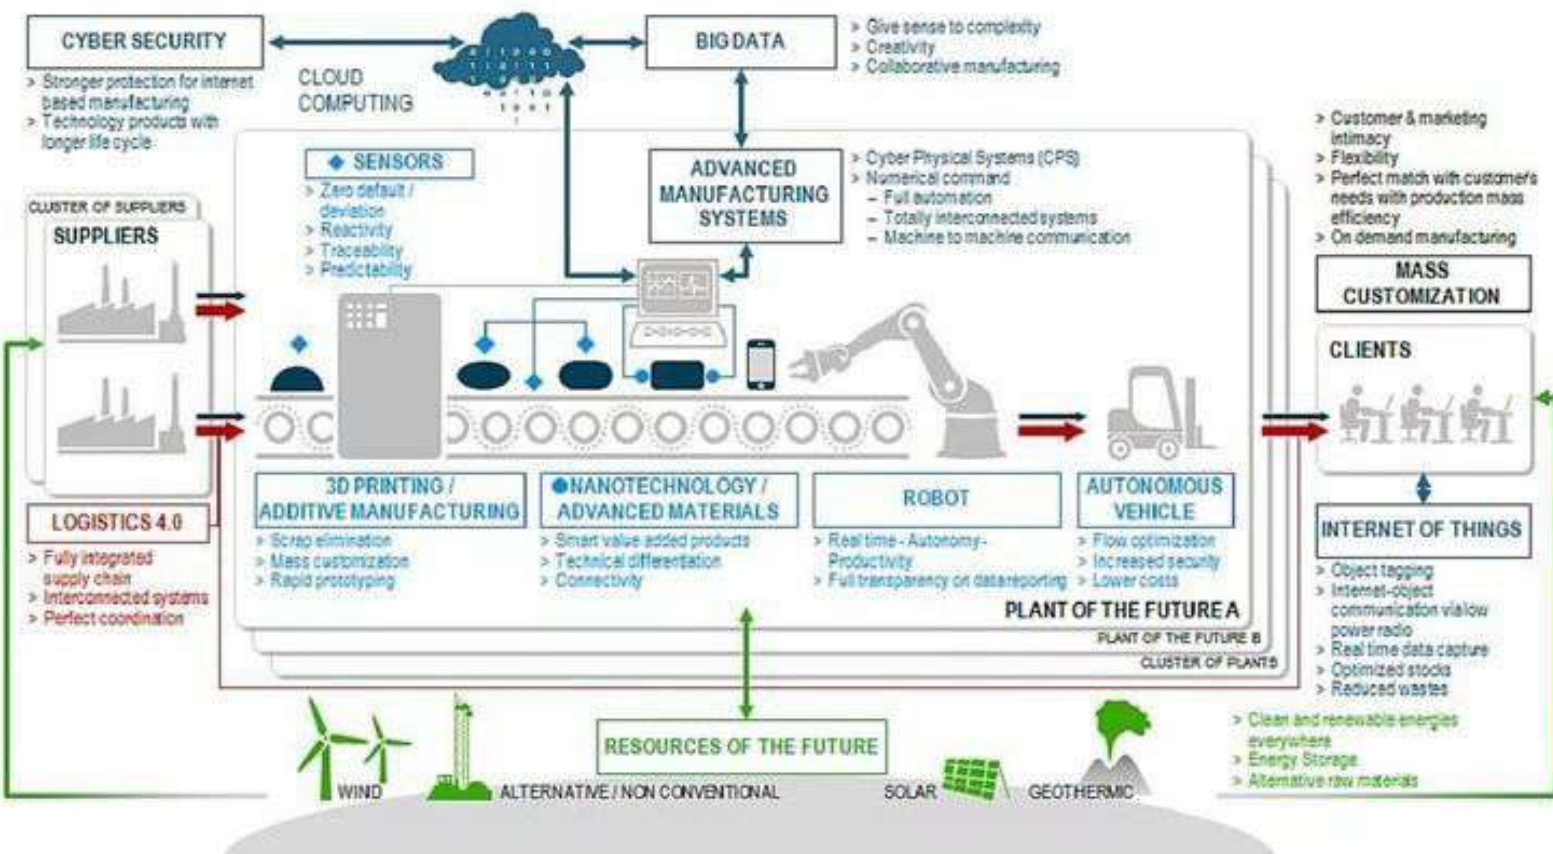 CYBER SECURITY
> Stronger protection for internet
based manufacturing
> Technology products with
longer life cycle
CLOUD
COMPUTING
BIG DATA
> Give sense to complexity
> Creativity
> Collaborative manufacturing
SENSORS
> Zero default /
deviation
> Reactivity
> Traceability
> Predictability
ADVANCED
MANUFACTURING
SYSTEMS
> Cyber Physical Systems (CPS)
> Numerical command
– Full automation
– Totally interconnected systems
– Machine to machine communication
> Customer & marketing
intimacy
> Flexibility
> Perfect match with customer's
needs with production mass
efficiency
> On demand manufacturing
MASS
CUSTOMIZATION
CLUSTER OF SUPPLIERS
SUPPLIERS
CLIENTS
LOGISTICS 4.0
> Fully integrated
supply chain
> Interconnected systems
> Perfect coordination
3D PRINTING /
ADDITIVE MANUFACTURING
> Scrap elimination
> Mass customization
> Rapid prototyping
NANOTECHNOLOGY /
ADVANCED MATERIALS
> Smart value added products
> Technical differentiation
> Connectivity
ROBOT
> Real time - Autonomy-
Productivity
> Full transparency on data reporting
AUTONOMOUS
VEHICLE
> Flow optimization
> Increased security
> Lower costs
PLANT OF THE FUTURE A
PLANT OF THE FUTURE B
CLUSTER OF PLANTS
INTERNET OF THINGS
> Object tagging
> Internet-object
communication via low
power radio
> Real time data capture
> Optimized stocks
> Reduced wastes
RESOURCES OF THE FUTURE
> Clean and renewable energies
everywhere
> Energy Storage
> Alternative raw materials
WIND
ALTERNATIVE / NON CONVENTIONAL
SOLAR
GEOTHERMIC